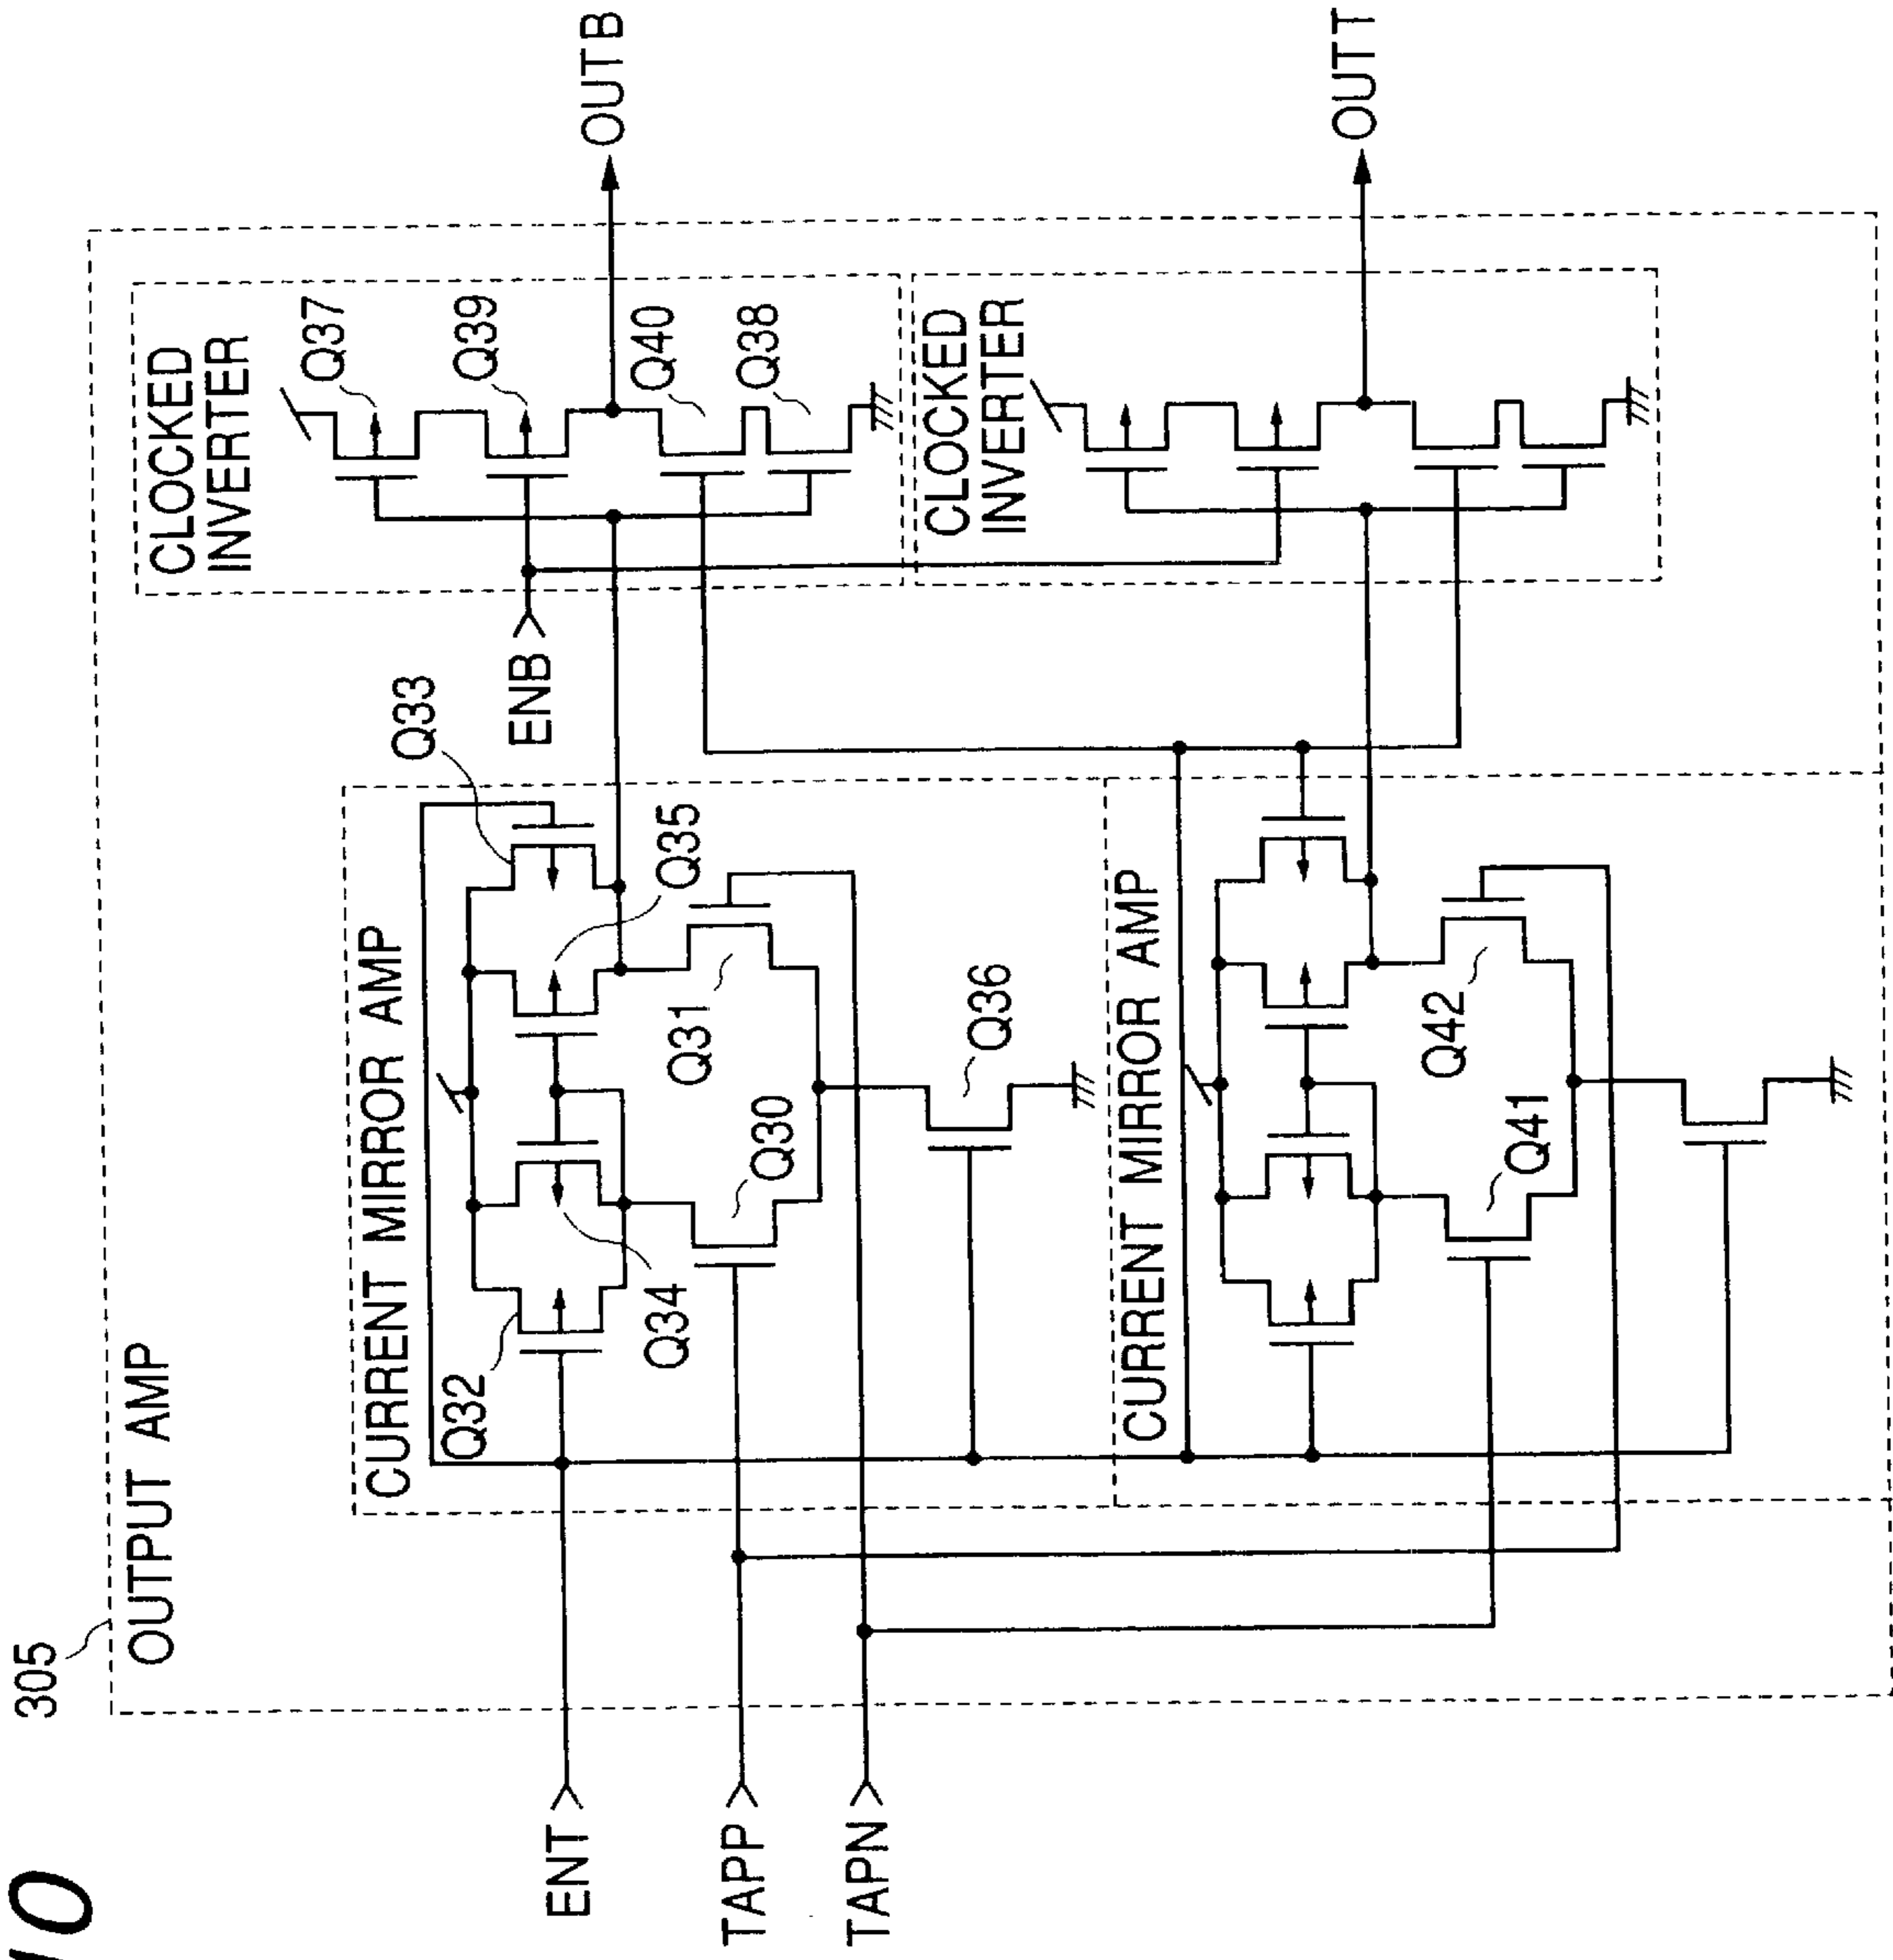 10
305
OUTPUT AMP
CURRENT MIRROR AMP
Q32
Q34
Q33
Q35
Q30
Q31
Q36
CURRENT MIRROR AMP
Q41
Q42
ENT
TAPP
TAPN
ENB
CLOCKED
INVERTER
Q37
Q39
Q40
Q38
CLOCKED
INVERTER
OUTB
OUTT